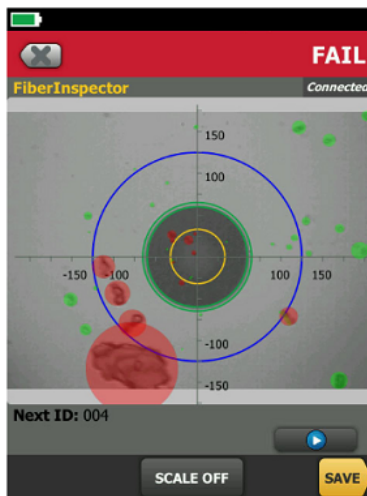 FAIL
FiberInspector Connected
150
100
-150 -100 100 150
-100
-150
Next ID: 004
SCALE OFF SAVE